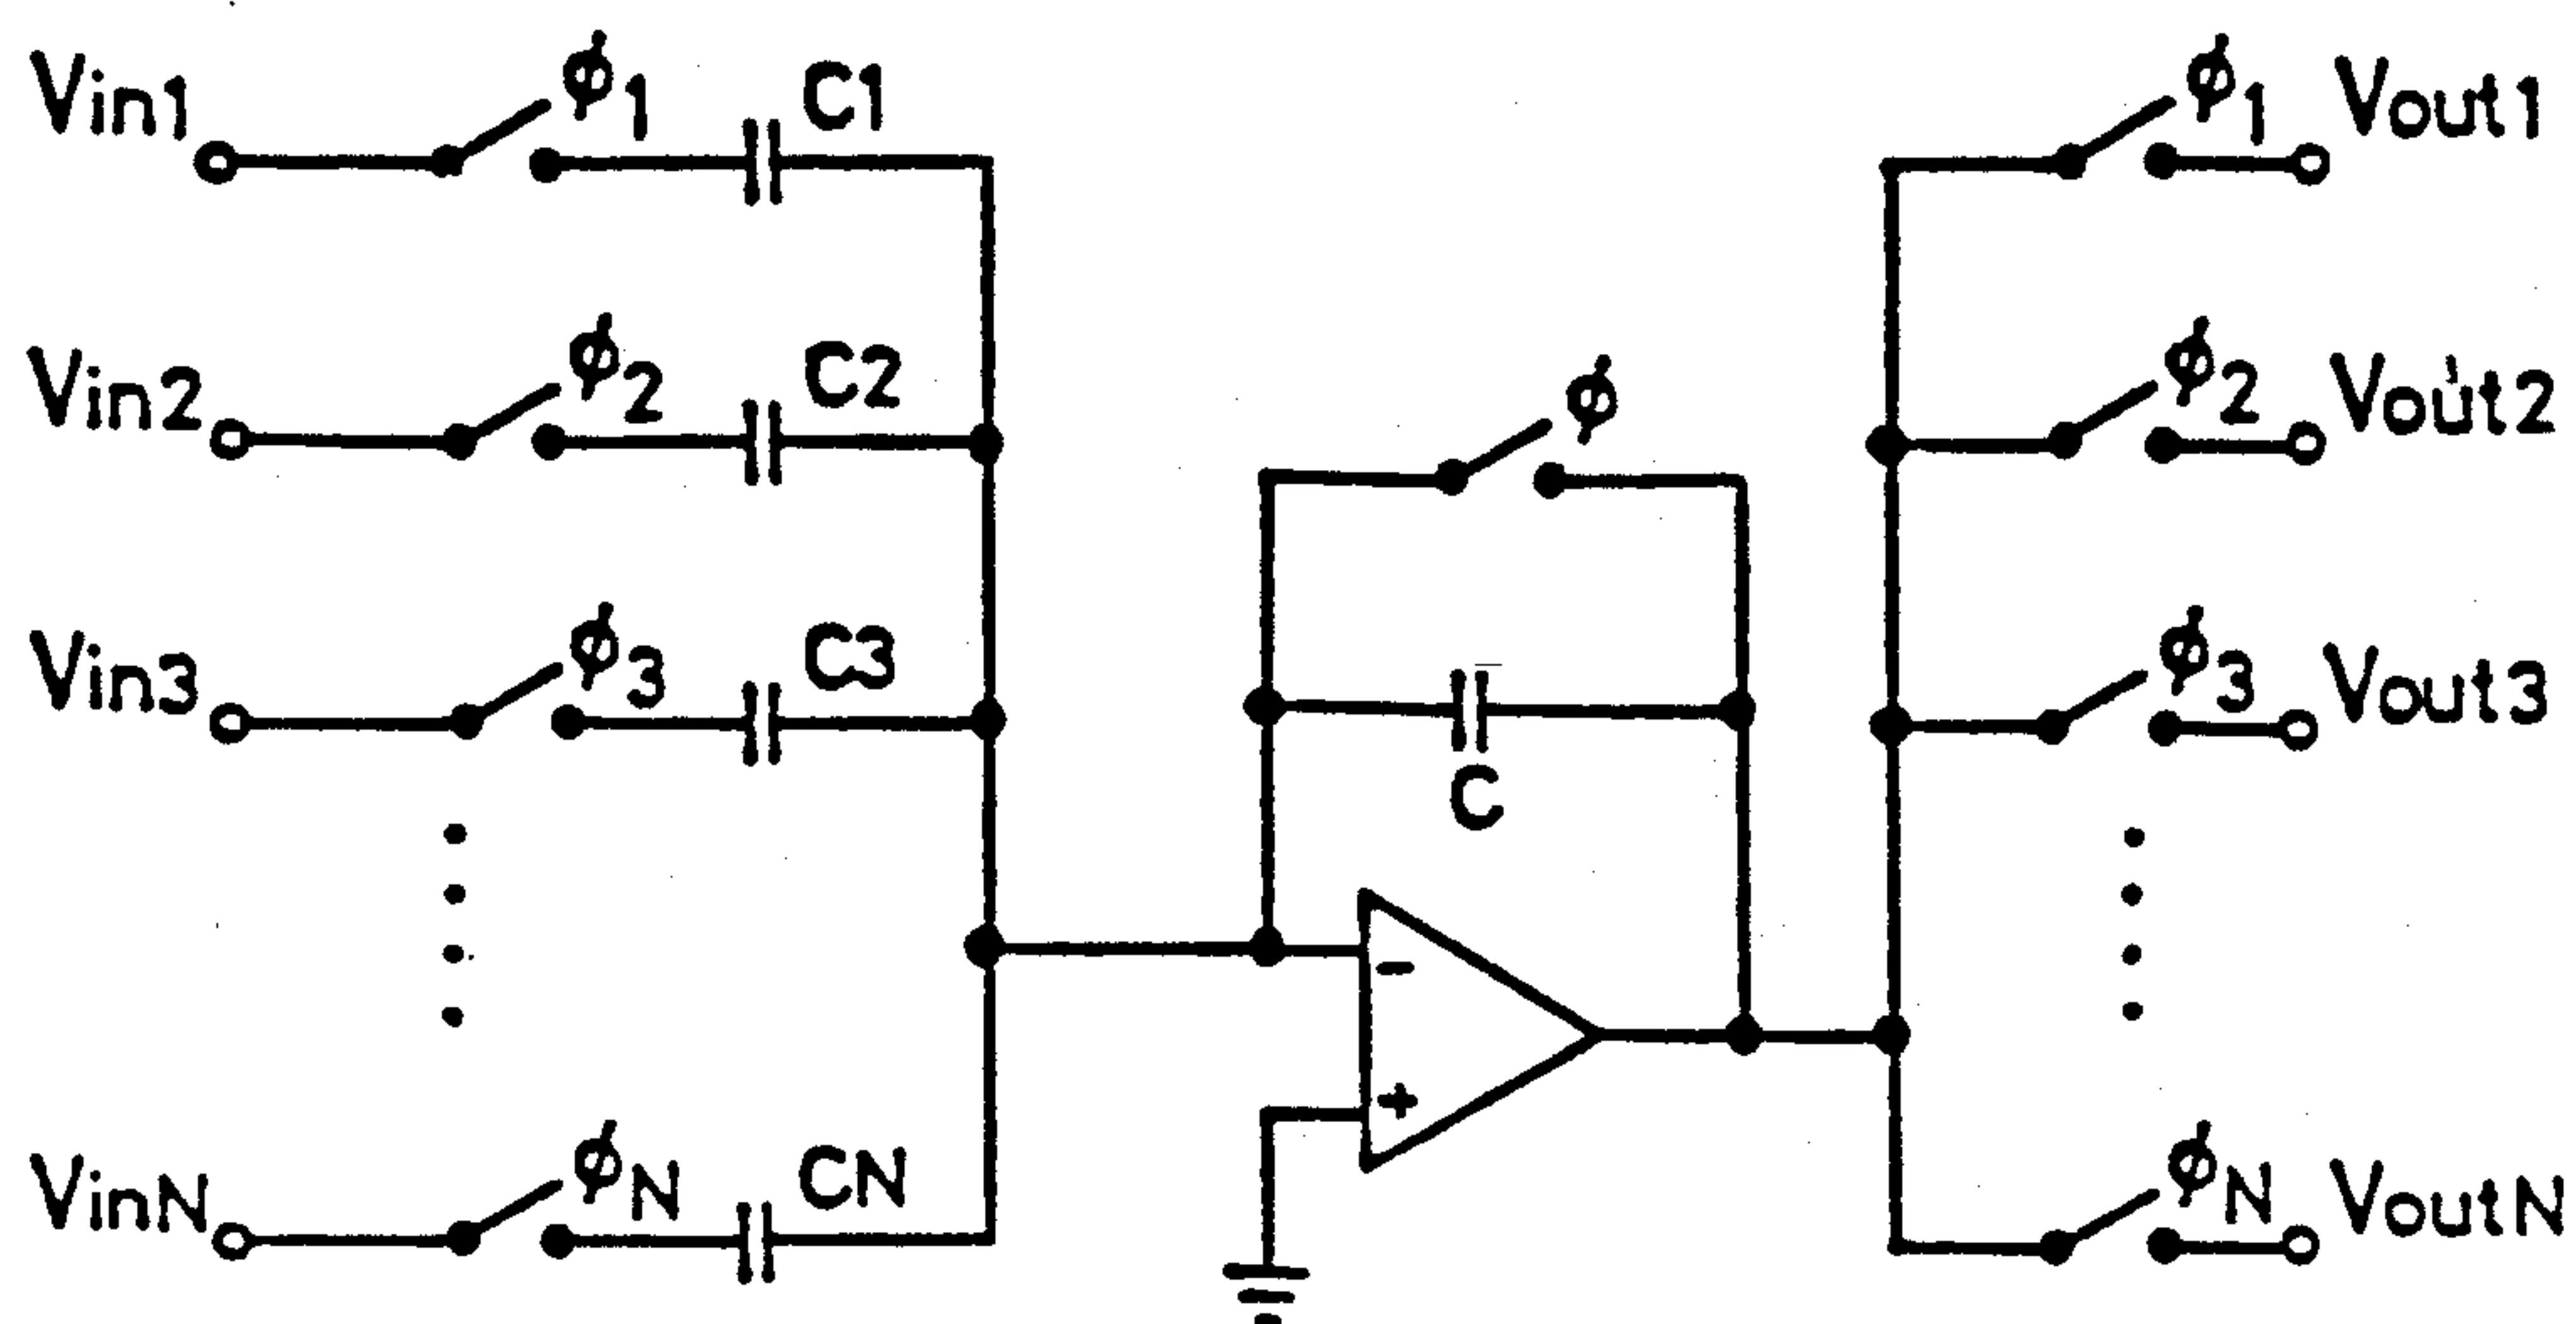 Vin1 ϕ1 C1 ϕ1 Vout1
Vin2 ϕ2 C2 ϕ2 Vout2
ϕ
Vin3 ϕ3 C3 ϕ3 Vout3
C
-
+
VinN ϕN CN ϕN VoutN